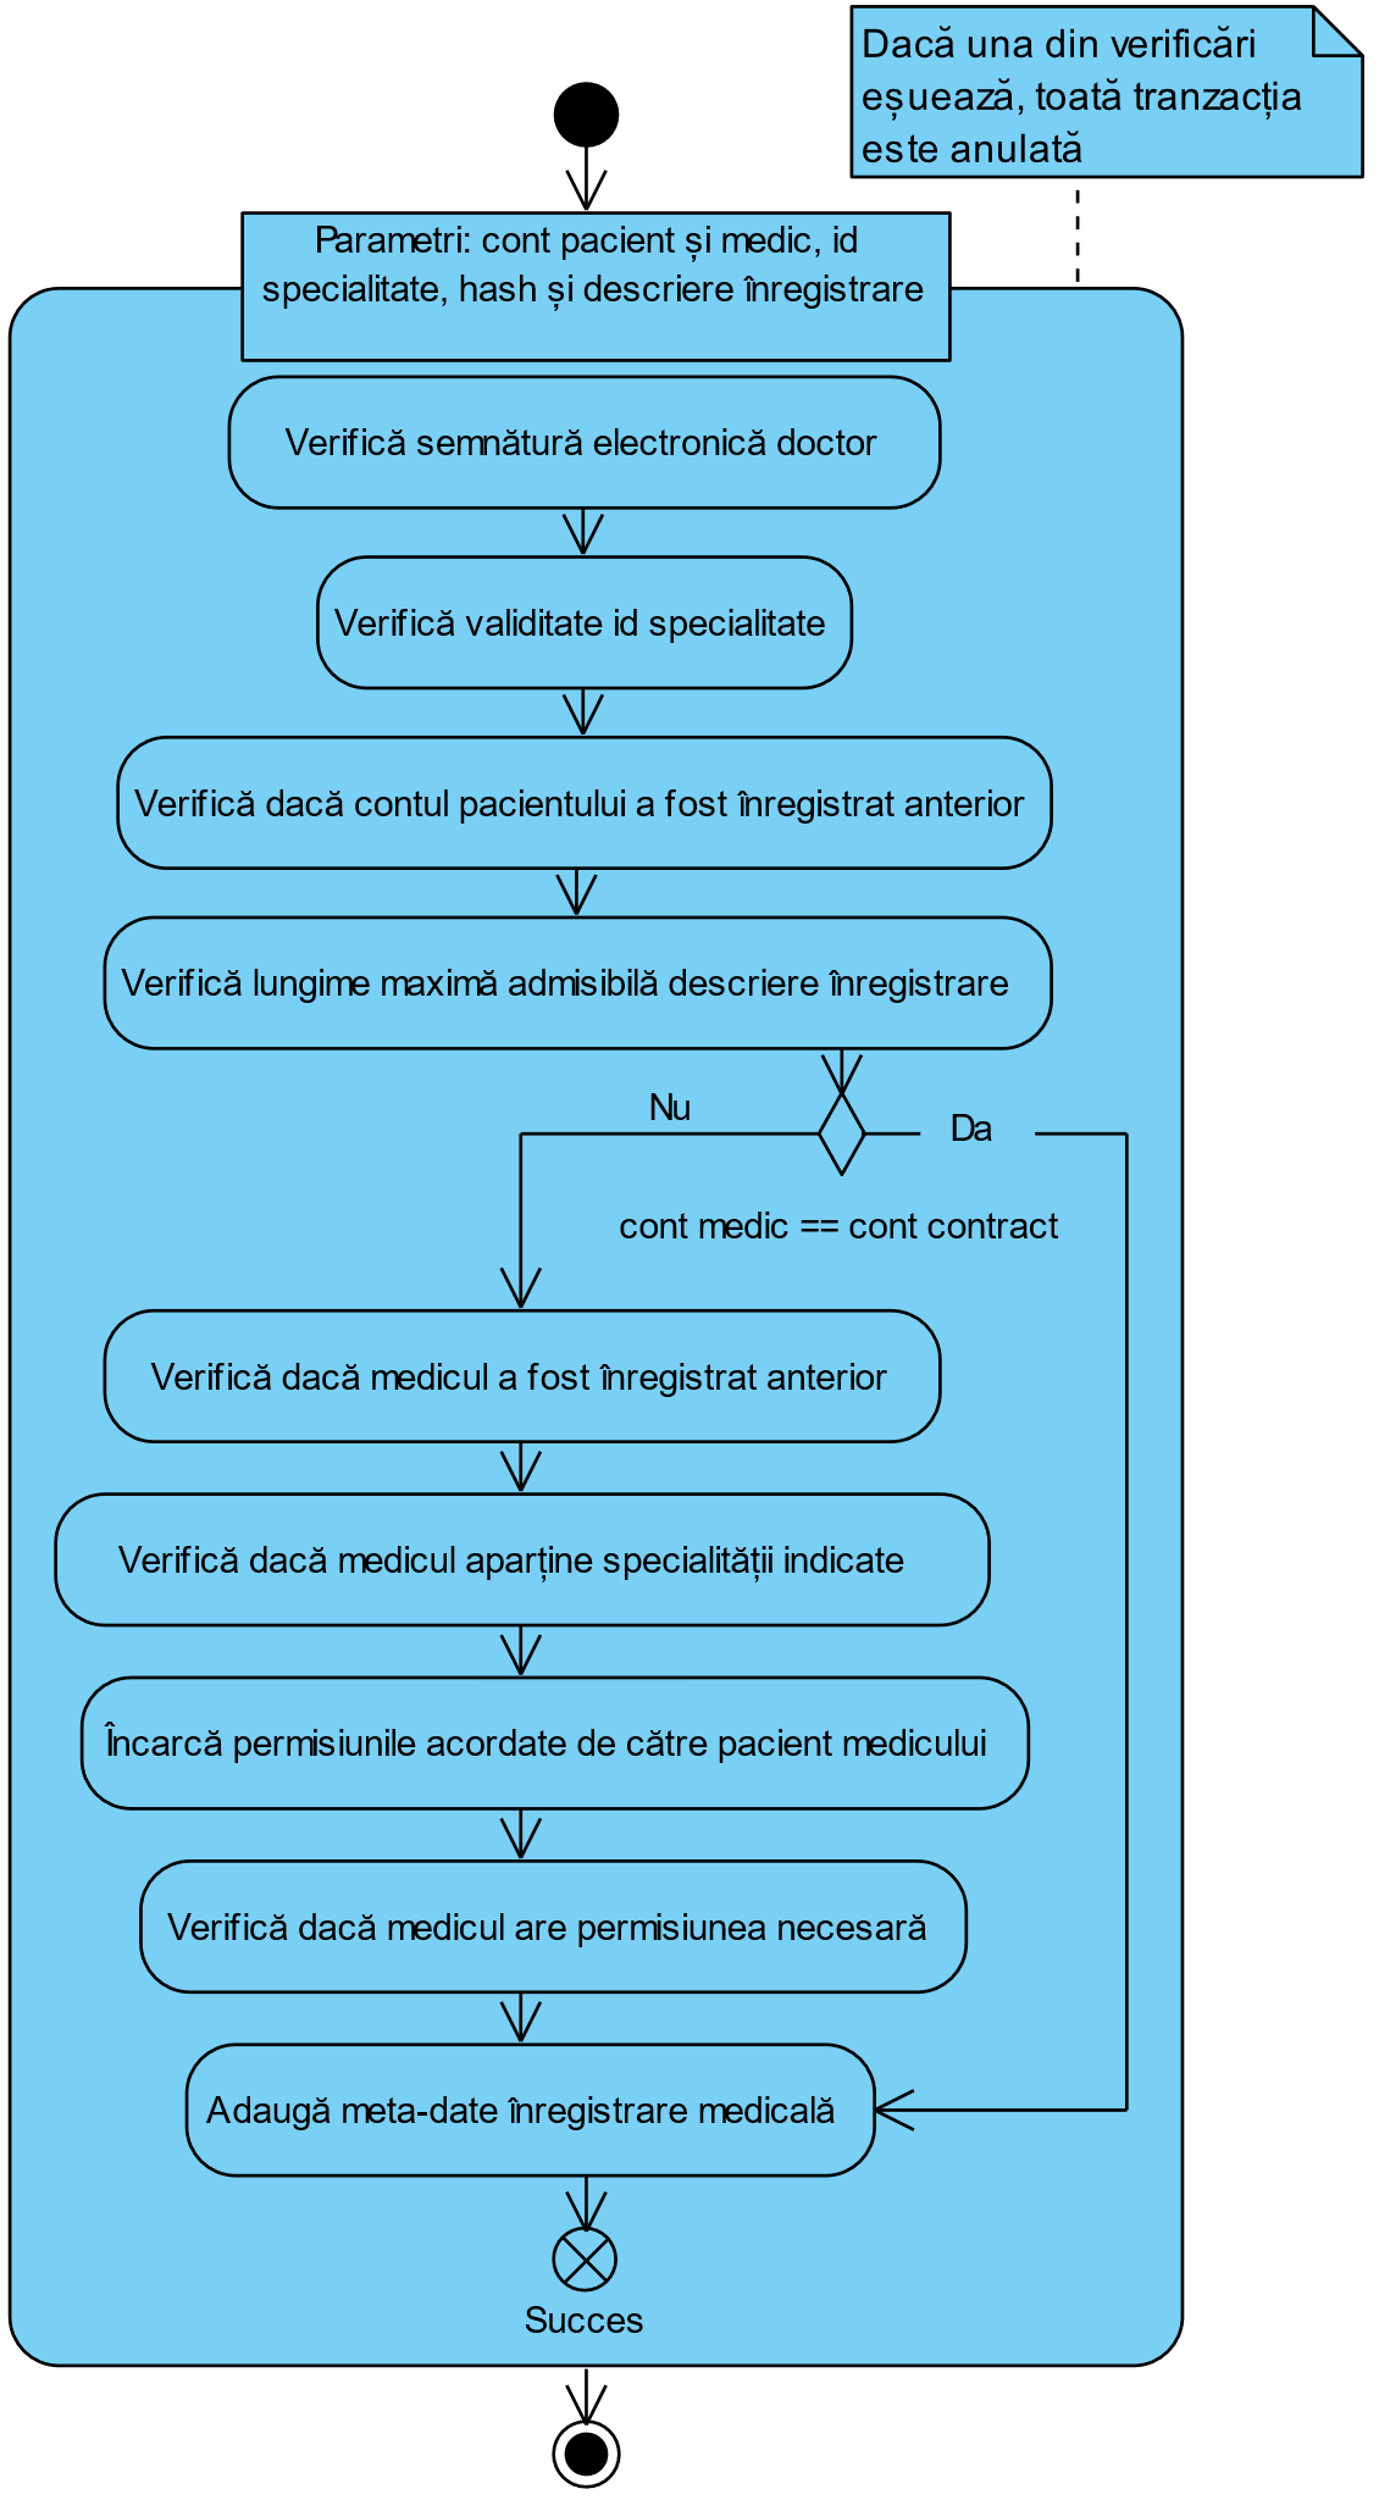 Dacă una din verificări
eșuează, toată tranzacția
este anulată
Parametri: cont pacient și medic, id
specialitate, hash și descriere înregistrare
Verifică semnătură electronică doctor
Verifică validitate id specialitate
Verifică dacă contul pacientului a fost înregistrat anterior
Verifică lungime maximă admisibilă descriere înregistrare
Nu
Da
cont medic == cont contract
Verifică dacă medicul a fost înregistrat anterior
Verifică dacă medicul aparține specialității indicate
Încarcă permisiunile acordate de către pacient medicului
Verifică dacă medicul are permisiunea necesară
Adaugă meta-date înregistrare medicală
Succes